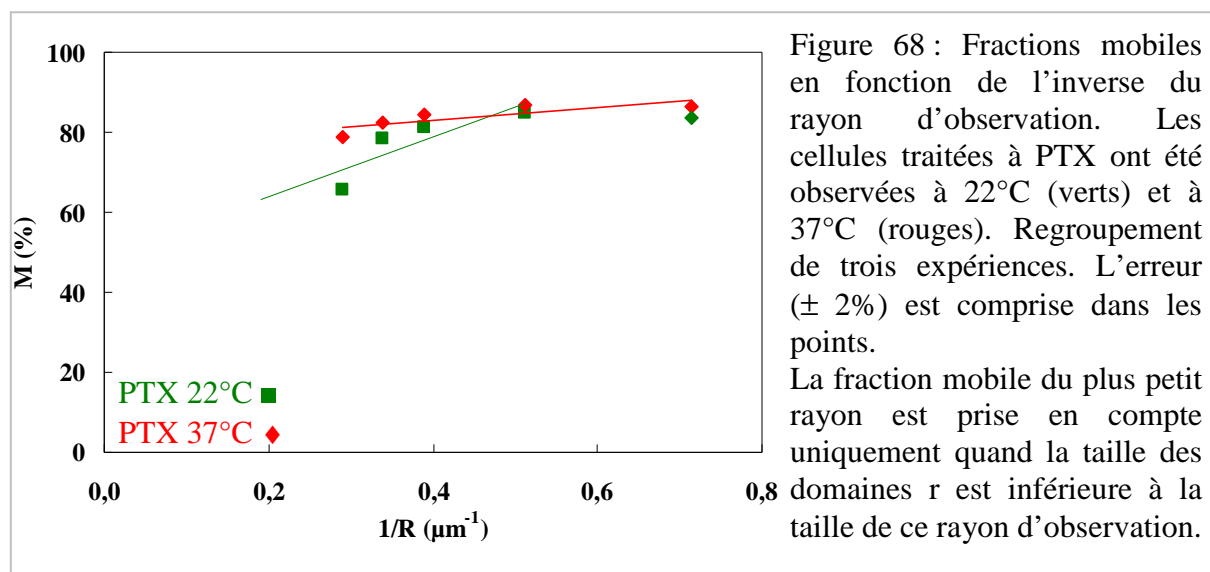 100
80
60
40
20
0
M (%)
PTX 22°C
PTX 37°C
0,0
0,2
0,4
0,6
0,8
1/R (µm-1)
Figure 68 : Fractions mobiles
en fonction de l’inverse du
rayon d’observation. Les
cellules traitées à PTX ont été
observées à 22°C (verts) et à
37°C (rouges). Regroupement
de trois expériences. L’erreur
(± 2%) est comprise dans les
points.
La fraction mobile du plus petit
rayon est prise en compte
uniquement quand la taille des
domaines r est inférieure à la
taille de ce rayon d’observation.